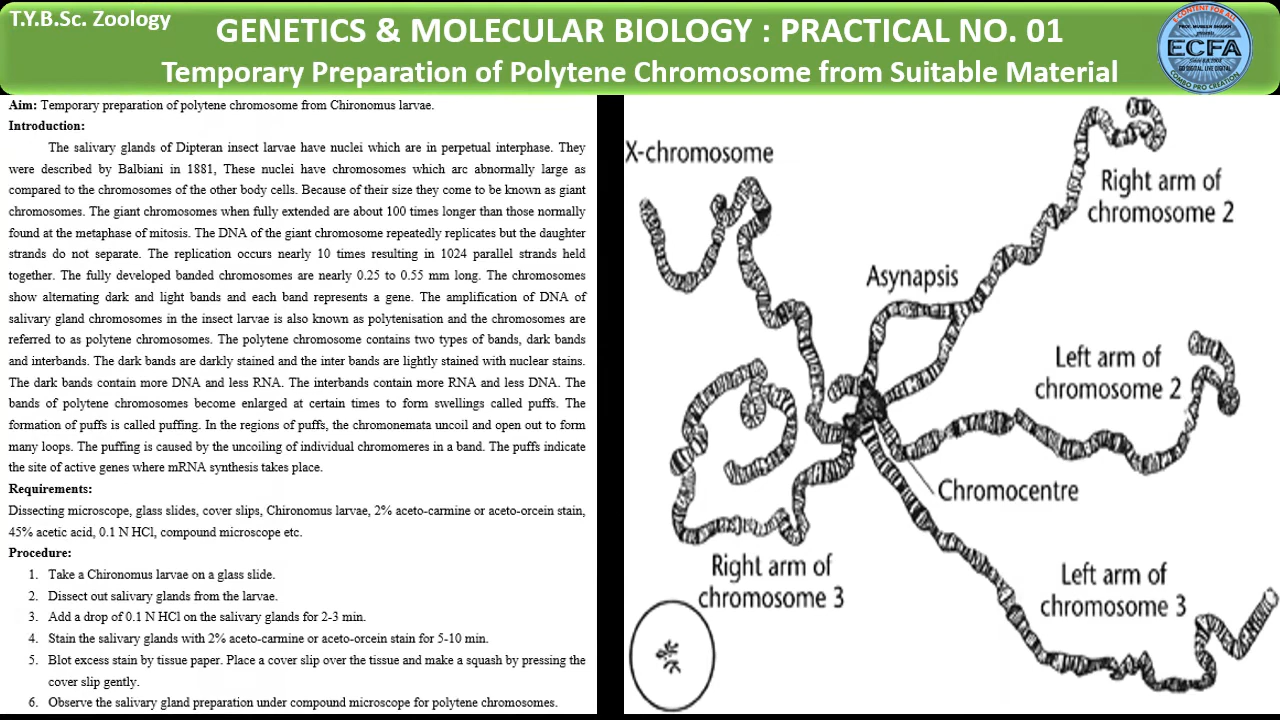 T.Y.B.Sc. Zoology
GENETICS & MOLECULAR BIOLOGY : PRACTICAL NO. 01
Temporary Preparation of Polytene Chromosome from Suitable Material
E-CONTENT FOR ALL
presents
ECFA
GO DIGITAL LIVE DIGITAL
COMBO PRO CREATION
Aim: Temporary preparation of polytene chromosome from Chironomus larvae.
Introduction:
The salivary glands of Dipteran insect larvae have nuclei which are in perpetual interphase. They
were described by Balbiani in 1881, These nuclei have chromosomes which arc abnormally large as
compared to the chromosomes of the other body cells. Because of their size they come to be known as giant
chromosomes. The giant chromosomes when fully extended are about 100 times longer than those normally
found at the metaphase of mitosis. The DNA of the giant chromosome repeatedly replicates but the daughter
strands do not separate. The replication occurs nearly 10 times resulting in 1024 parallel strands held
together. The fully developed banded chromosomes are nearly 0.25 to 0.55 mm long. The chromosomes
show alternating dark and light bands and each band represents a gene. The amplification of DNA of
salivary gland chromosomes in the insect larvae is also known as polytenisation and the chromosomes are
referred to as polytene chromosomes. The polytene chromosome contains two types of bands, dark bands
and interbands. The dark bands are darkly stained and the inter bands are lightly stained with nuclear stains.
The dark bands contain more DNA and less RNA. The interbands contain more RNA and less DNA. The
bands of polytene chromosomes become enlarged at certain times to form swellings called puffs. The
formation of puffs is called puffing. In the regions of puffs, the chromonemata uncoil and open out to form
many loops. The puffing is caused by the uncoiling of individual chromomeres in a band. The puffs indicate
the site of active genes where mRNA synthesis takes place.
Requirements:
Dissecting microscope, glass slides, cover slips, Chironomus larvae, 2% aceto-carmine or aceto-orcein stain,
45% acetic acid, 0.1 N HCl, compound microscope etc.
Procedure:
1. Take a Chironomus larvae on a glass slide.
2. Dissect out salivary glands from the larvae.
3. Add a drop of 0.1 N HCl on the salivary glands for 2-3 min.
4. Stain the salivary glands with 2% aceto-carmine or aceto-orcein stain for 5-10 min.
5. Blot excess stain by tissue paper. Place a cover slip over the tissue and make a squash by pressing the
cover slip gently.
6. Observe the salivary gland preparation under compound microscope for polytene chromosomes.
X-chromosome
Right arm of
chromosome 2
Asynapsis
Left arm of
chromosome 2
Chromocentre
Right arm of
chromosome 3
Left arm of
chromosome 3